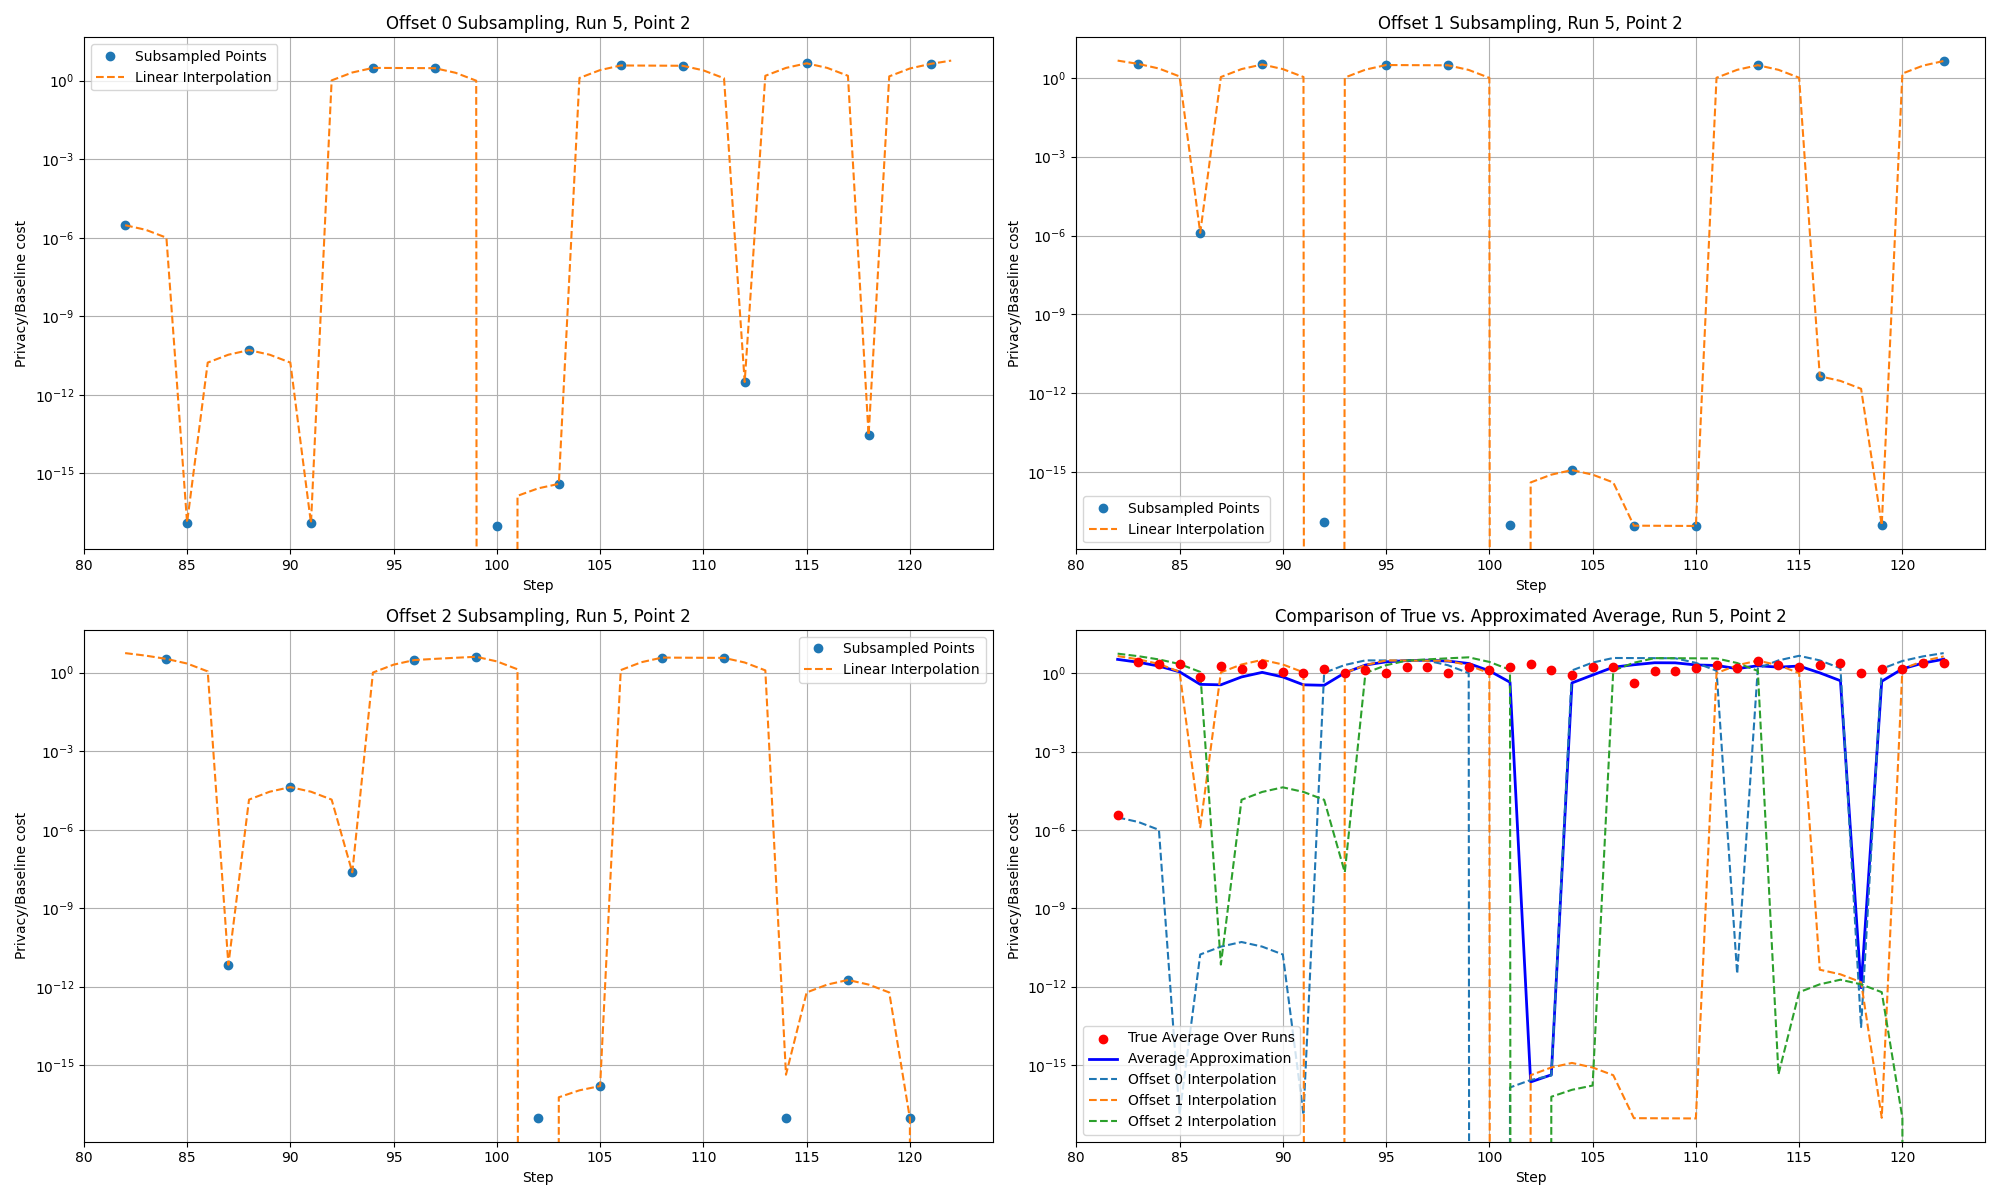 Offset 0 Subsampling, Run 5, Point 2
Subsampled Points
Linear Interpolation
Privacy/Baseline cost
10^0
10^-3
10^-6
10^-9
10^-12
10^-15
80 85 90 95 100 105 110 115 120
Step
Offset 1 Subsampling, Run 5, Point 2
Privacy/Baseline cost
10^0
10^-3
10^-6
10^-9
10^-12
10^-15
Subsampled Points
Linear Interpolation
80 85 90 95 100 105 110 115 120
Step
Offset 2 Subsampling, Run 5, Point 2
Subsampled Points
Linear Interpolation
Privacy/Baseline cost
10^0
10^-3
10^-6
10^-9
10^-12
10^-15
80 85 90 95 100 105 110 115 120
Step
Comparison of True vs. Approximated Average, Run 5, Point 2
Privacy/Baseline cost
10^0
10^-3
10^-6
10^-9
10^-12
10^-15
True Average Over Runs
Average Approximation
Offset 0 Interpolation
Offset 1 Interpolation
Offset 2 Interpolation
80 85 90 95 100 105 110 115 120
Step